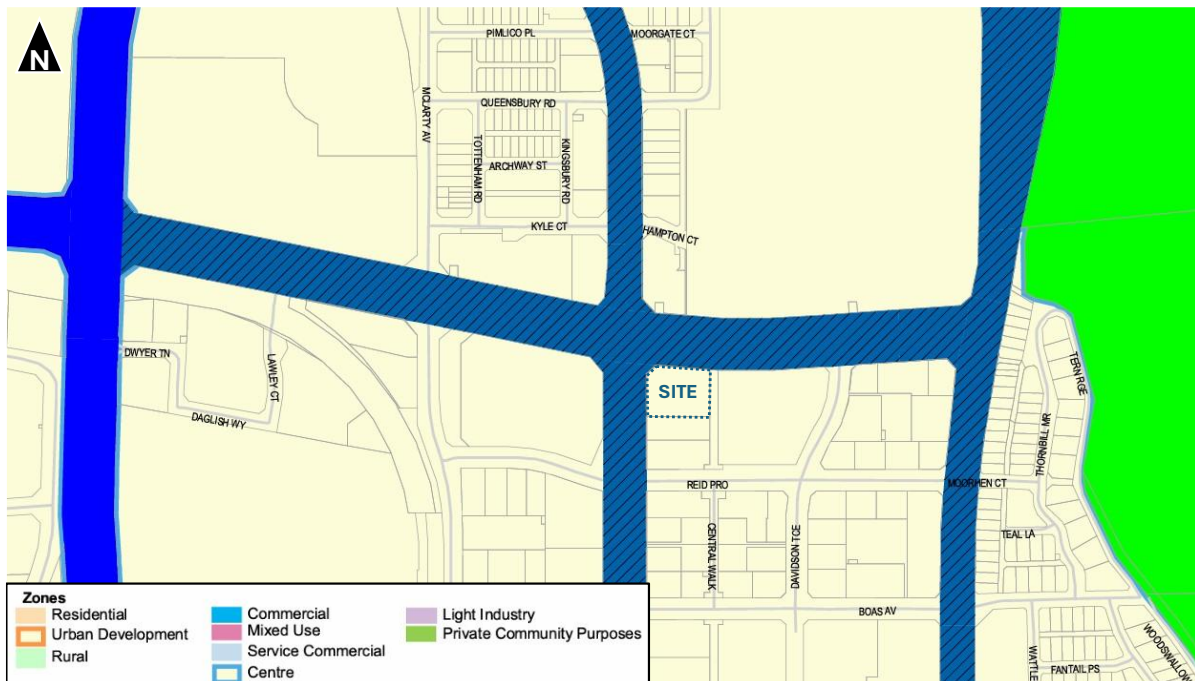 N
PIMLICO PL
MOORGATE CT
MCLARTY AV
QUEENSBURY RD
TOTTENHAM RD
ARCHWAY ST
KINGSBURY RD
KYLE CT
HAMPTON CT
DWYER TN
LAWLEY CT
DAGLISH WY
SITE
TERN RGE
THORNBILL MR
REID PRO
MOORHEN CT
CENTRAL WALK
DAVIDSON TCE
TEAL LA
BOAS AV
WATTLE
FANTAIL PS
WOODSWALLOW
Zones
Residential
Urban Development
Rural
Commercial
Mixed Use
Service Commercial
Centre
Light Industry
Private Community Purposes